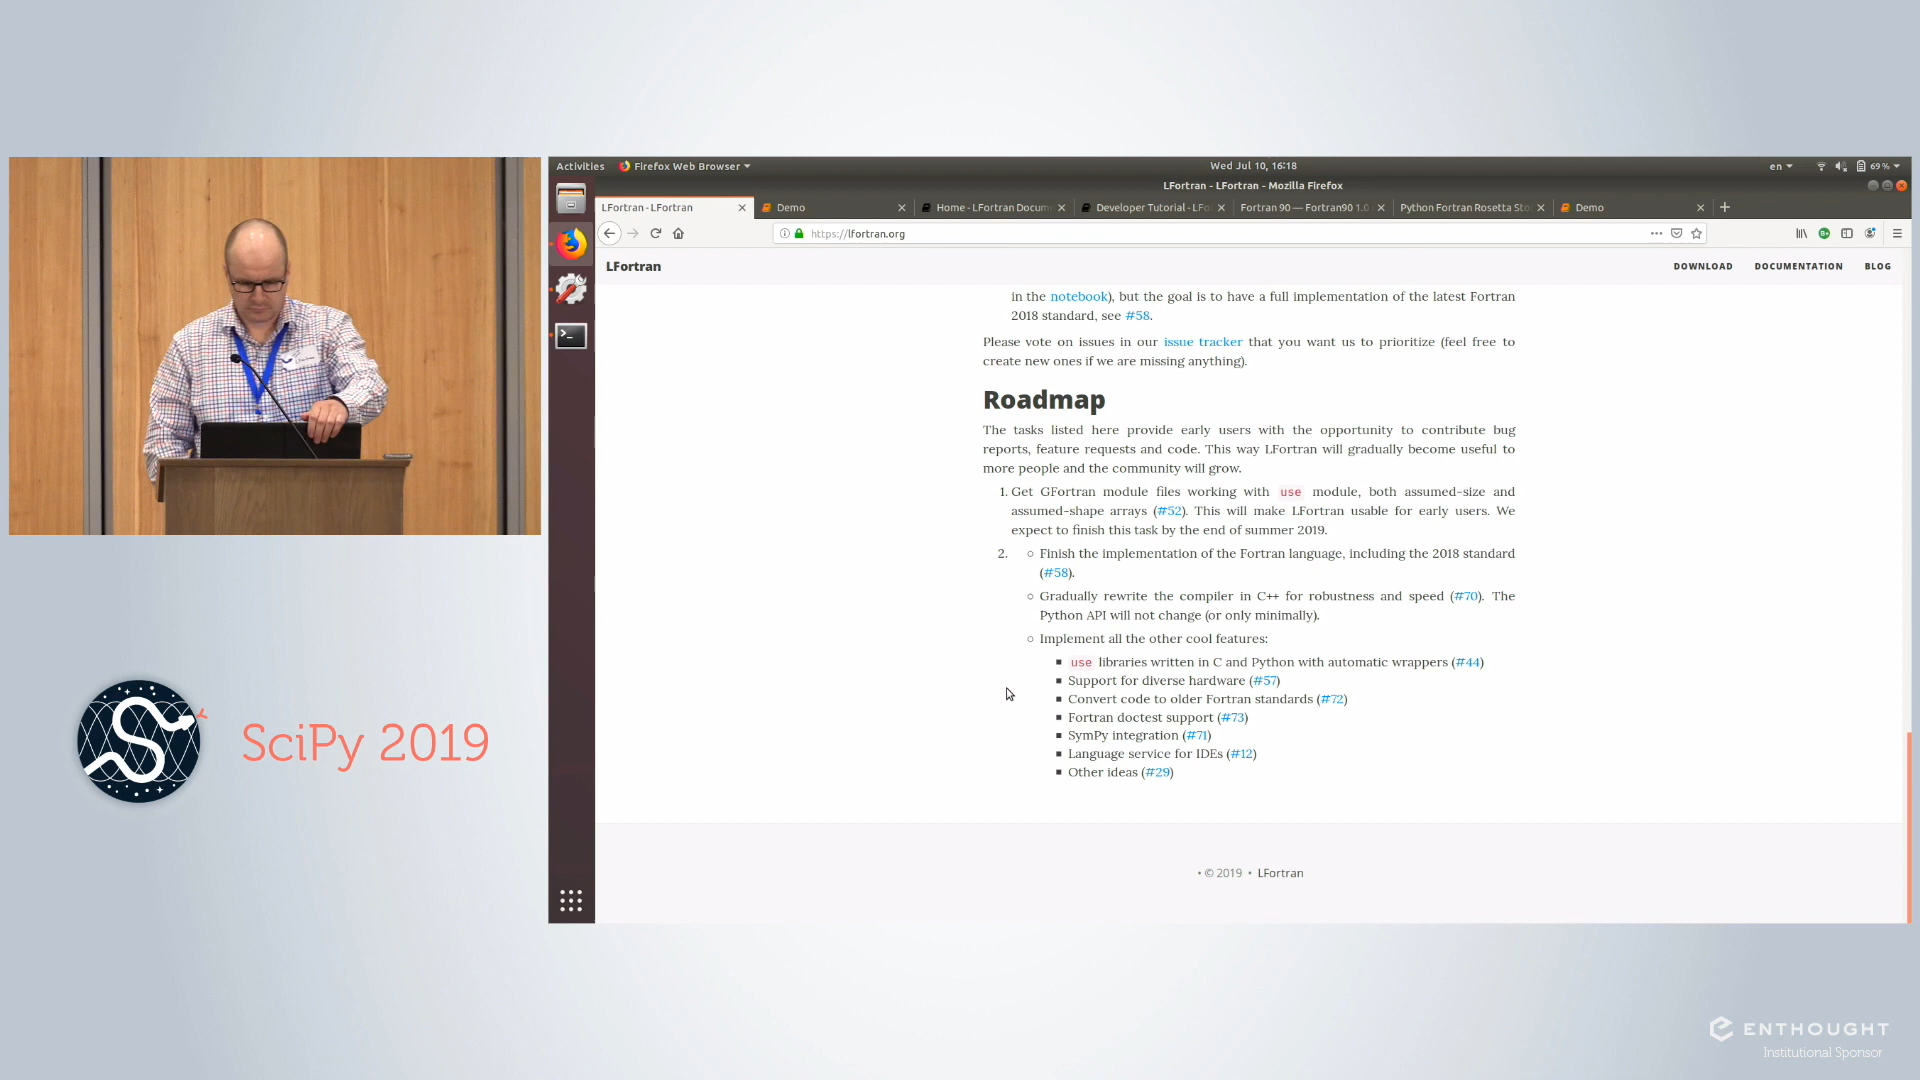 Activities Firefox Web Browser Wed Jul 10, 16:18 en 69 %
LFortran - LFortran - Mozilla Firefox
LFortran - LFortran Demo Home - LFortran Docum Developer Tutorial - LFo Fortran 90 — Fortran90 1.0 Python Fortran Rosetta Sto Demo
https://lfortran.org
LFortran DOWNLOAD DOCUMENTATION BLOG
in the notebook), but the goal is to have a full implementation of the latest Fortran
2018 standard, see #58.
Please vote on issues in our issue tracker that you want us to prioritize (feel free to
create new ones if we are missing anything).
Roadmap
The tasks listed here provide early users with the opportunity to contribute bug
reports, feature requests and code. This way LFortran will gradually become useful to
more people and the community will grow.
1. Get GFortran module files working with use module, both assumed-size and
assumed-shape arrays (#52). This will make LFortran usable for early users. We
expect to finish this task by the end of summer 2019.
2. ○ Finish the implementation of the Fortran language, including the 2018 standard
(#58).
○ Gradually rewrite the compiler in C++ for robustness and speed (#70). The
Python API will not change (or only minimally).
○ Implement all the other cool features:
▪ use libraries written in C and Python with automatic wrappers (#44)
▪ Support for diverse hardware (#57)
▪ Convert code to older Fortran standards (#72)
▪ Fortran doctest support (#73)
▪ SymPy integration (#71)
▪ Language service for IDEs (#12)
▪ Other ideas (#29)
• © 2019 • LFortran
SciPy 2019
ENTHOUGHT
Institutional Sponsor